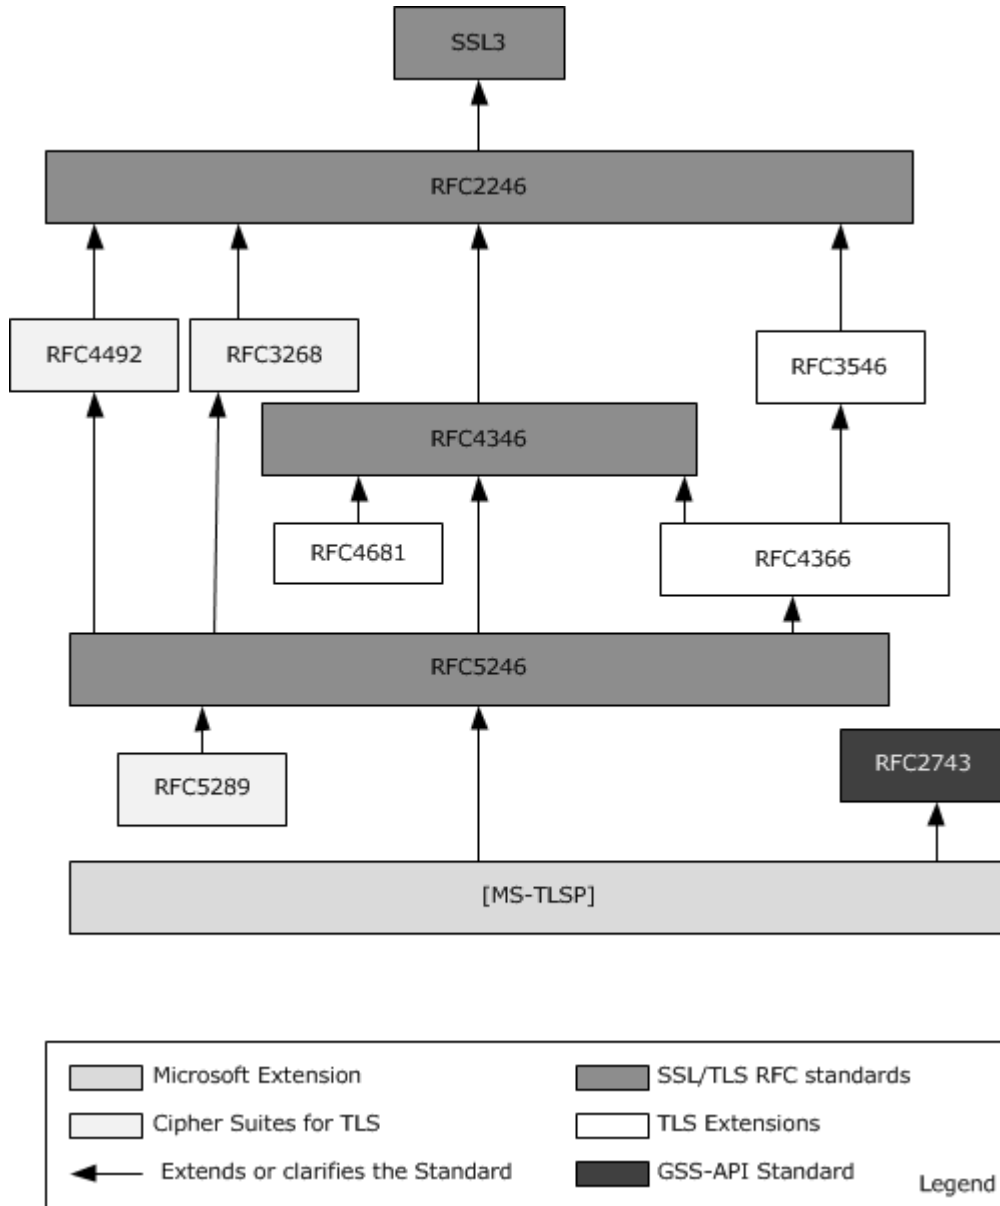 SSL3
RFC2246
RFC4492
RFC3268
RFC3546
RFC4346
RFC4681
RFC4366
RFC5246
RFC5289
RFC2743
[MS-TLSP]
Microsoft Extension
SSL/TLS RFC standards
Cipher Suites for TLS
TLS Extensions
Extends or clarifies the Standard
GSS-API Standard
Legend